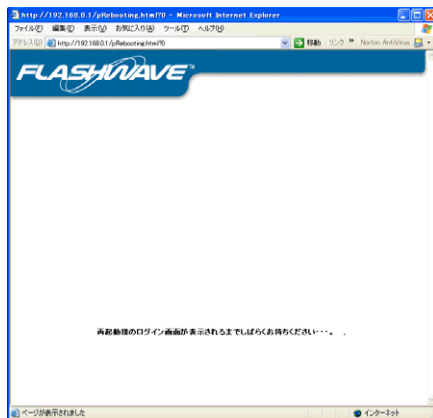 http://192.168.0.1/pRebooting.html?0 - Microsoft Internet Explorer
ファイル(F) 編集(E) 表示(V) お気に入り(A) ツール(T) ヘルプ(H)
アドレス(D) http://192.168.0.1/pRebooting.html?0 移動 リンク » Norton AntiVirus
FLASHWAVE™
再起動後のログイン画面が表示されるまでしばらくお待ちください・・・。 .
ページが表示されました インターネット